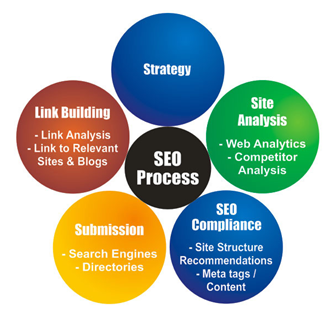 Strategy
Link Building
- Link Analysis
- Link to Relevant
Sites & Blogs
Site
Analysis
- Web Analytics
- Competitor
Analysis
SEO
Process
Submission
- Search Engines
- Directories
SEO
Compliance
- Site Structure
Recommendations
- Meta tags /
Content